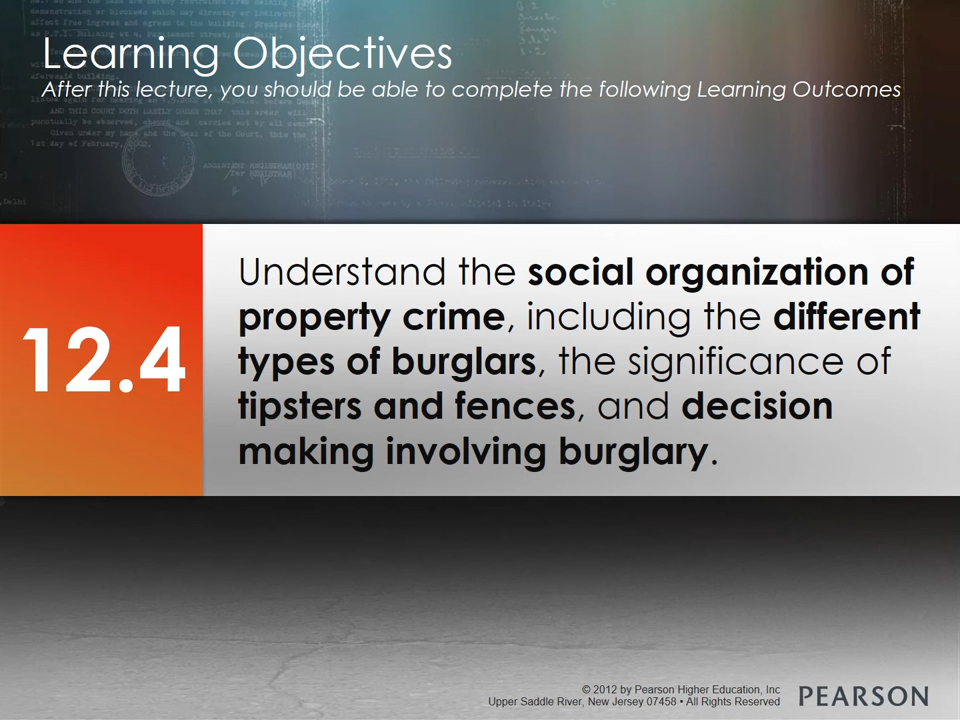 Learning Objectives
After this lecture, you should be able to complete the following Learning Outcomes
12.4
Understand the social organization of
property crime, including the different
types of burglars, the significance of
tipsters and fences, and decision
making involving burglary.
© 2012 by Pearson Higher Education, Inc
Upper Saddle River, New Jersey 07458 • All Rights Reserved
PEARSON